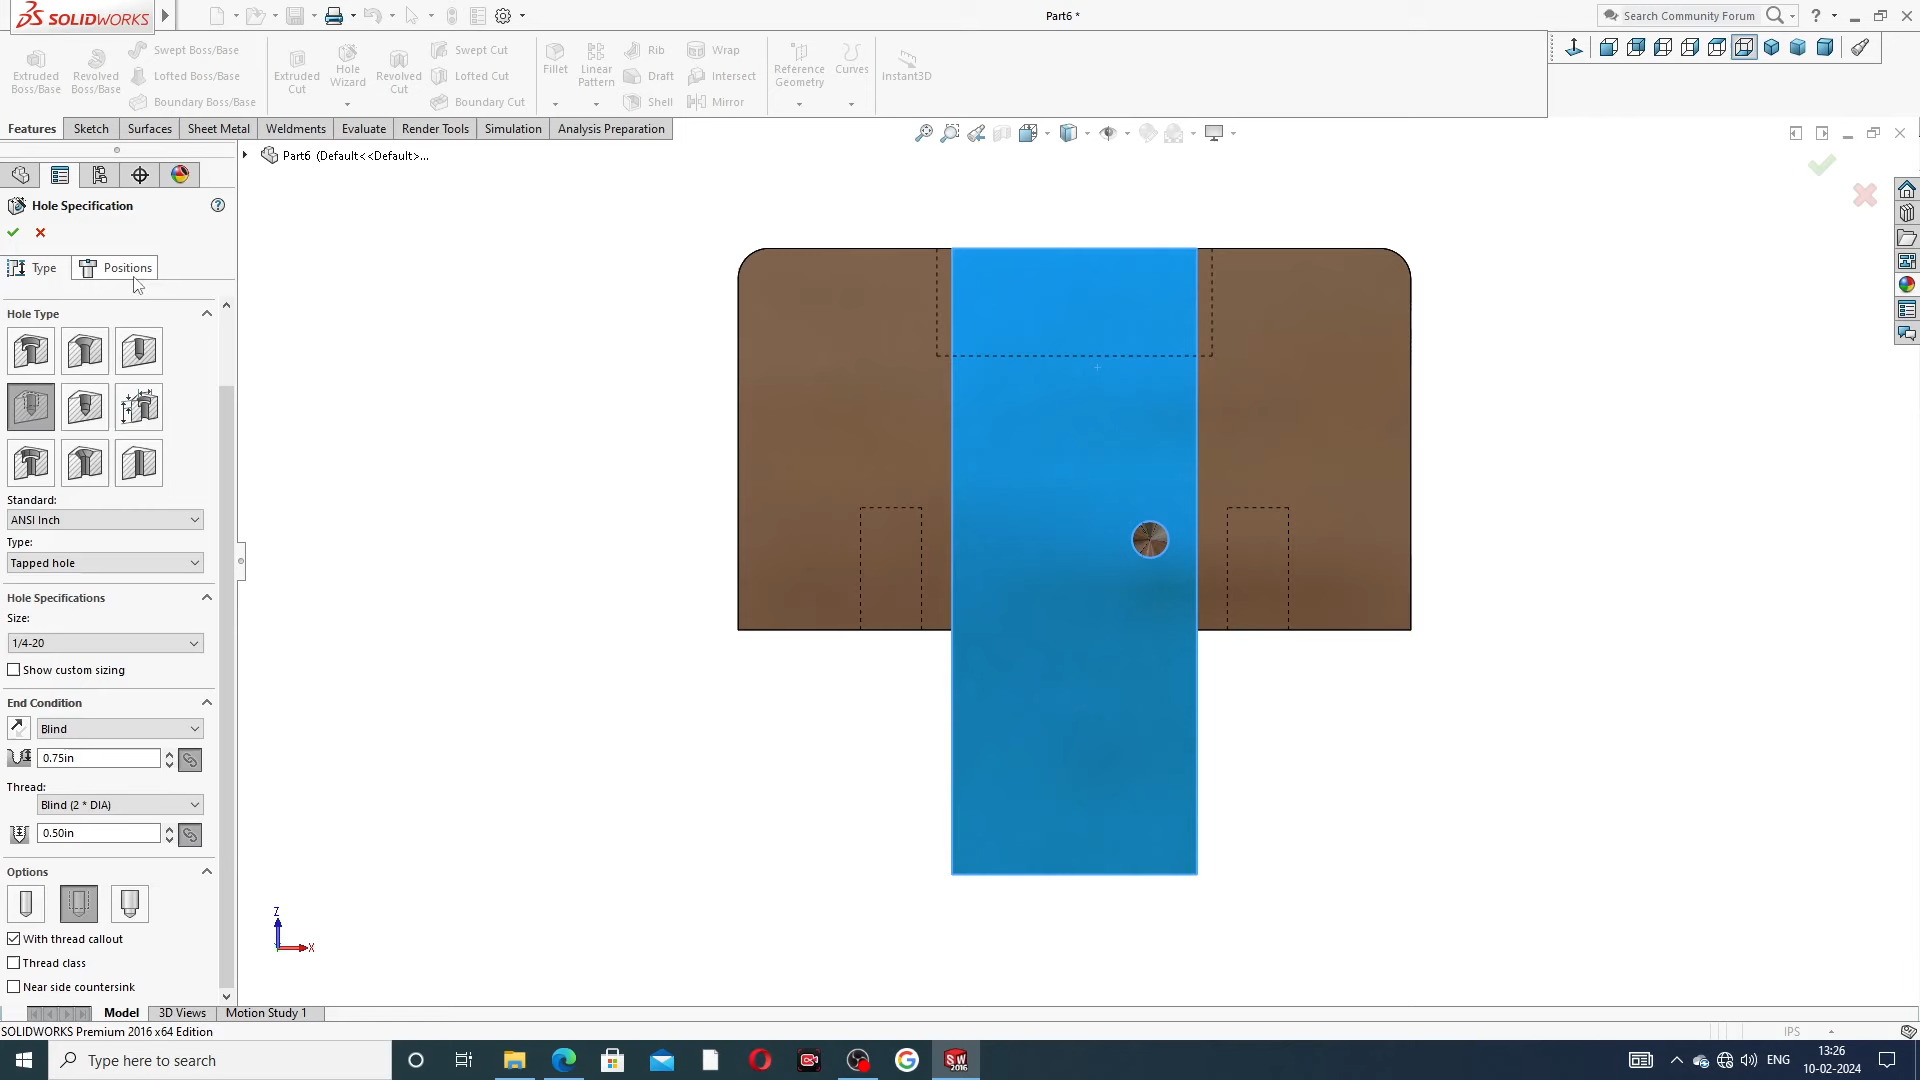 SOLIDWORKS
Part6 *
Search Community Forum
?
Extruded Boss/Base
Revolved Boss/Base
Swept Boss/Base
Lofted Boss/Base
Boundary Boss/Base
Extruded Cut
Hole Wizard
Revolved Cut
Swept Cut
Lofted Cut
Boundary Cut
Fillet
Linear Pattern
Rib
Draft
Shell
Wrap
Intersect
Mirror
Reference Geometry
Curves
Instant3D
Features
Sketch
Surfaces
Sheet Metal
Weldments
Evaluate
Render Tools
Simulation
Analysis Preparation
Part6 (Default<<Default>...
Hole Specification
?
Type
Positions
Hole Type
Standard:
ANSI Inch
Type:
Tapped hole
Hole Specifications
Size:
1/4-20
Show custom sizing
End Condition
Blind
0.75in
Thread:
Blind (2 * DIA)
0.50in
Options
With thread callout
Thread class
Near side countersink
Z
X
Model
3D Views
Motion Study 1
SOLIDWORKS Premium 2016 x64 Edition
IPS
Type here to search
ENG
13:26
10-02-2024